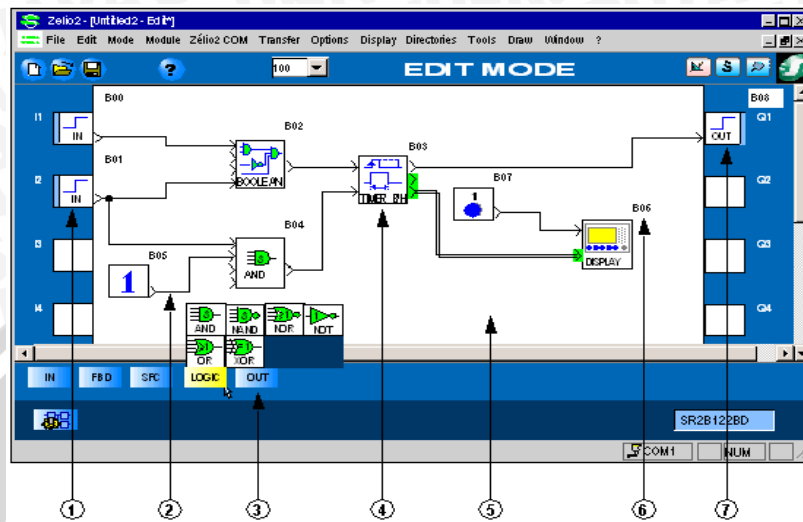 Zelio2 - [Untitled2 - Edit*]
File Edit Mode Module Zélio2 COM Transfer Options Display Directories Tools Draw Window ?
100
EDIT MODE
B00
B08
I1
IN
B02
Q1
OUT
BOOLEAN
B03
B01
I2
IN
TIMER B/H
B07
1
Q2
B04
B06
I3
B05
AND
DISPLAY
Q3
1
I4
AND NAND NOR NOT
Q4
OR XOR
IN FBD SFC LOGIC OUT
SR2B122BD
COM1 NUM
1 2 3 4 5 6 7